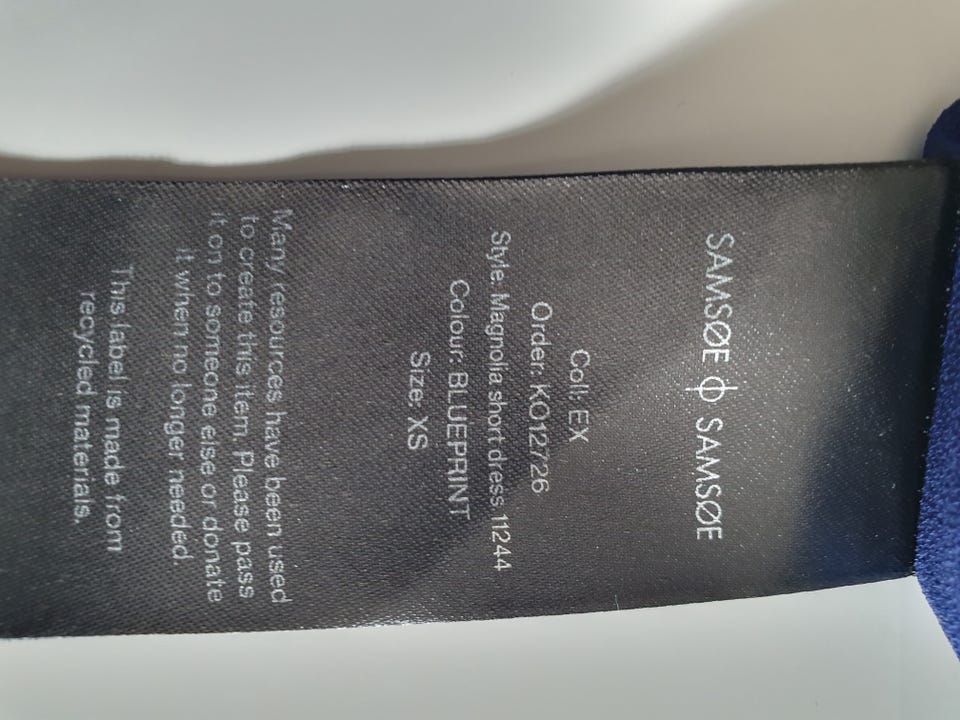 SAMSØE ϕ SAMSØE
Coll: EX
Order: KO12726
Style: Magnolia short dress 11244
Colour: BLUEPRINT
Size: XS
Many resources have been used
to create this item. Please pass
it on to someone else or donate
it when no longer needed.
This label is made from
recycled materials.